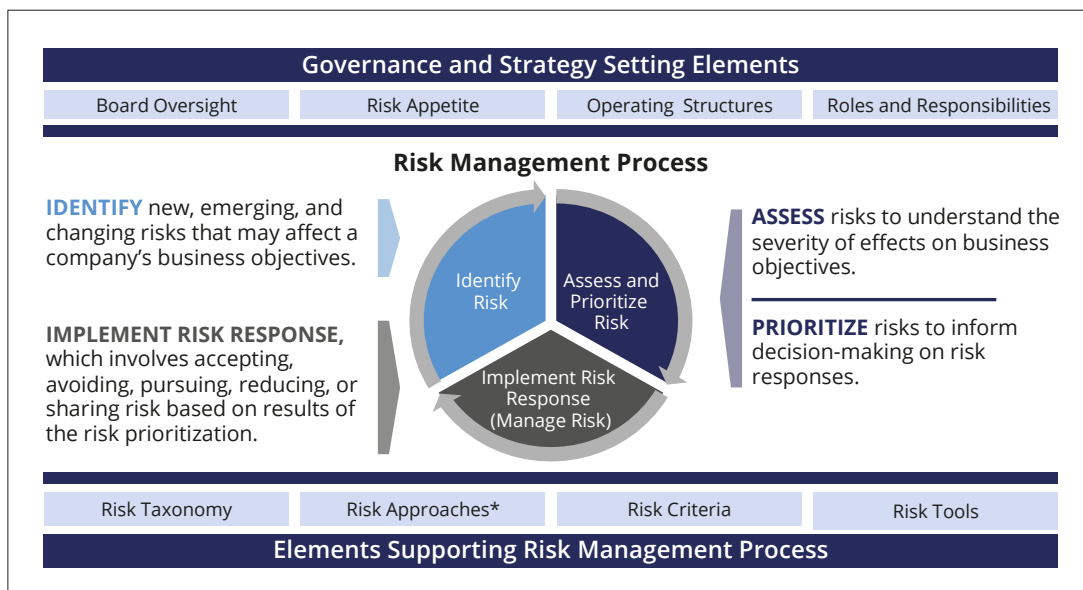 Governance and Strategy Setting Elements
Board Oversight
Risk Appetite
Operating Structures
Roles and Responsibilities
Risk Management Process
IDENTIFY new, emerging, and
changing risks that may affect a
company's business objectives.
IMPLEMENT RISK RESPONSE,
which involves accepting,
avoiding, pursuing, reducing, or
sharing risk based on results of
the risk prioritization.
Identify
Risk
Assess and
Prioritize
Risk
Implement Risk
Response
(Manage Risk)
ASSESS risks to understand the
severity of effects on business
objectives.
PRIORITIZE risks to inform
decision-making on risk
responses.
Risk Taxonomy
Risk Approaches*
Risk Criteria
Risk Tools
Elements Supporting Risk Management Process